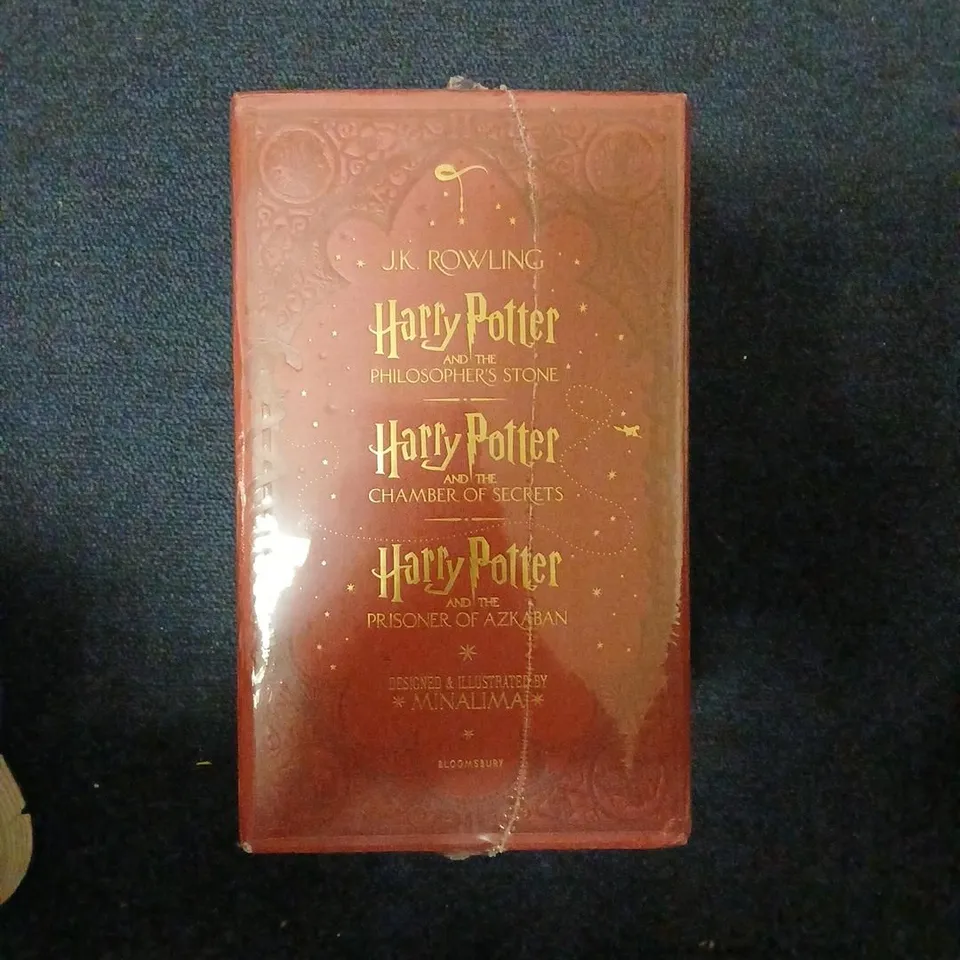 J.K. ROWLING
Harry Potter
AND THE
PHILOSOPHER'S STONE
Harry Potter
AND THE
CHAMBER OF SECRETS
Harry Potter
AND THE
PRISONER OF AZKABAN
DESIGNED & ILLUSTRATED BY
MINALIMA
BLOOMSBURY